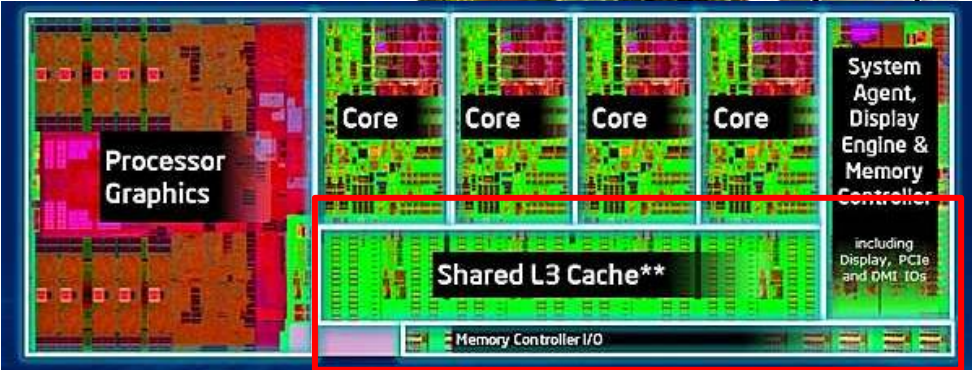 Processor
Graphics
Core
Core
Core
Core
System
Agent,
Display
Engine &
Memory
Controller
including
Display, PCIe
and DMI IOs
Shared L3 Cache**
Memory Controller I/O